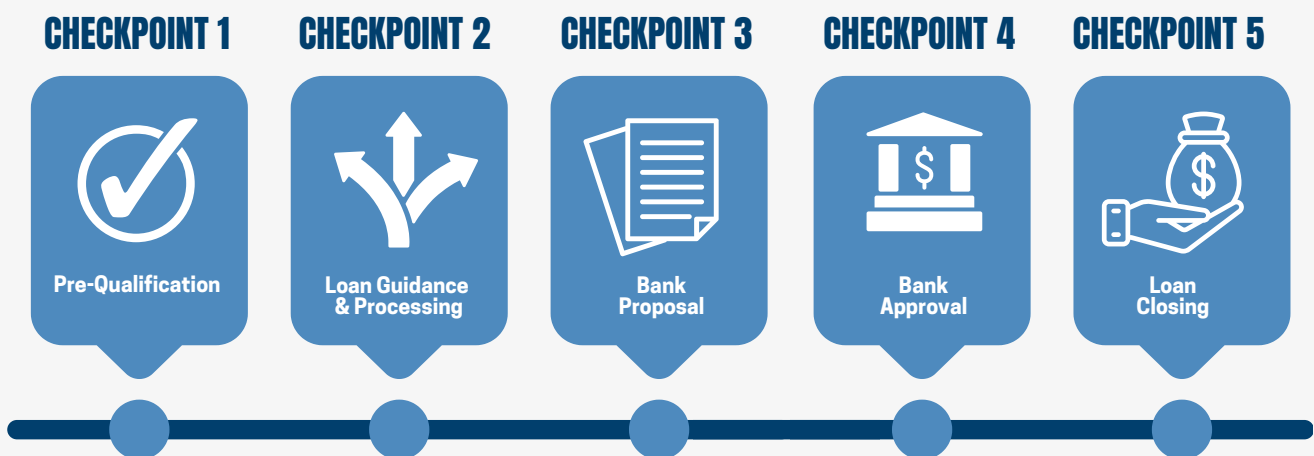 CHECKPOINT 1
CHECKPOINT 2
CHECKPOINT 3
CHECKPOINT 4
CHECKPOINT 5
Pre-Qualification
Loan Guidance
& Processing
Bank
Proposal
$
Bank
Approval
$
Loan
Closing